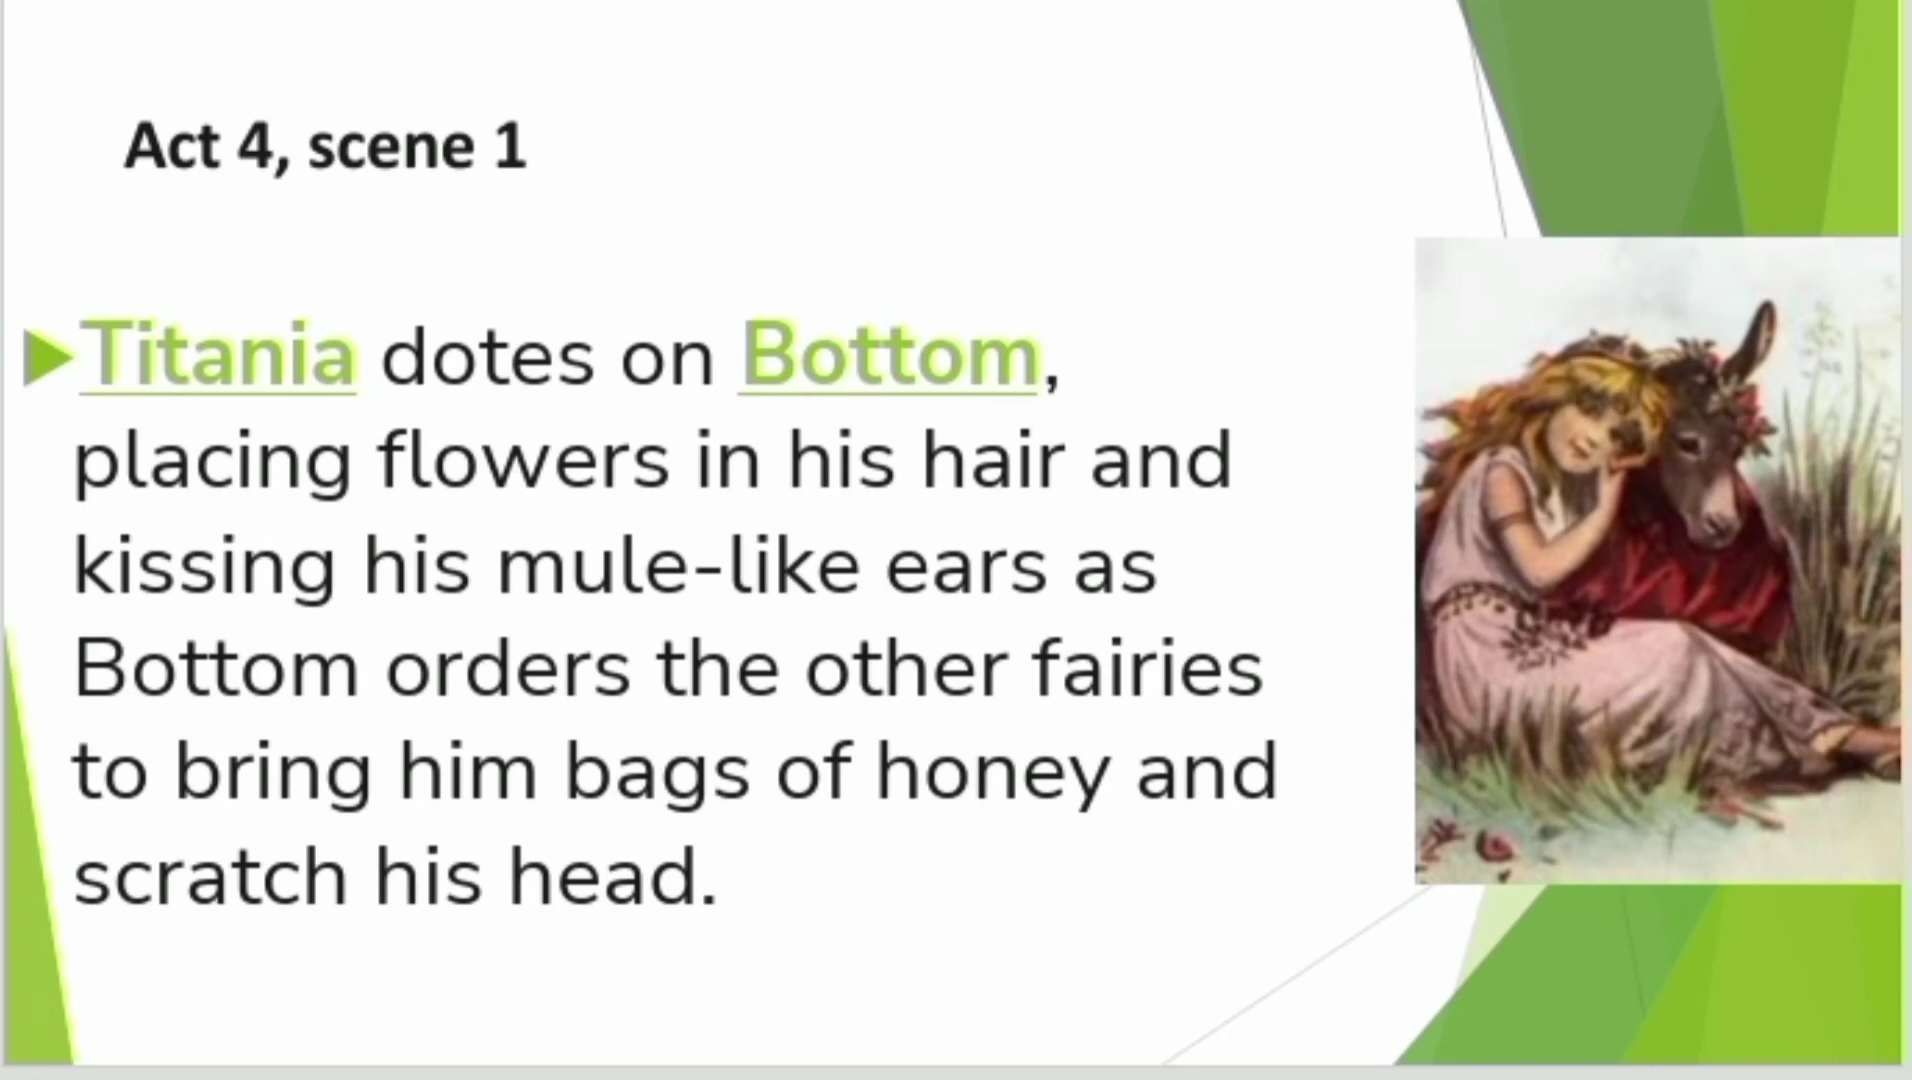 Act 4, scene 1
Titania dotes on Bottom,
placing flowers in his hair and
kissing his mule-like ears as
Bottom orders the other fairies
to bring him bags of honey and
scratch his head.